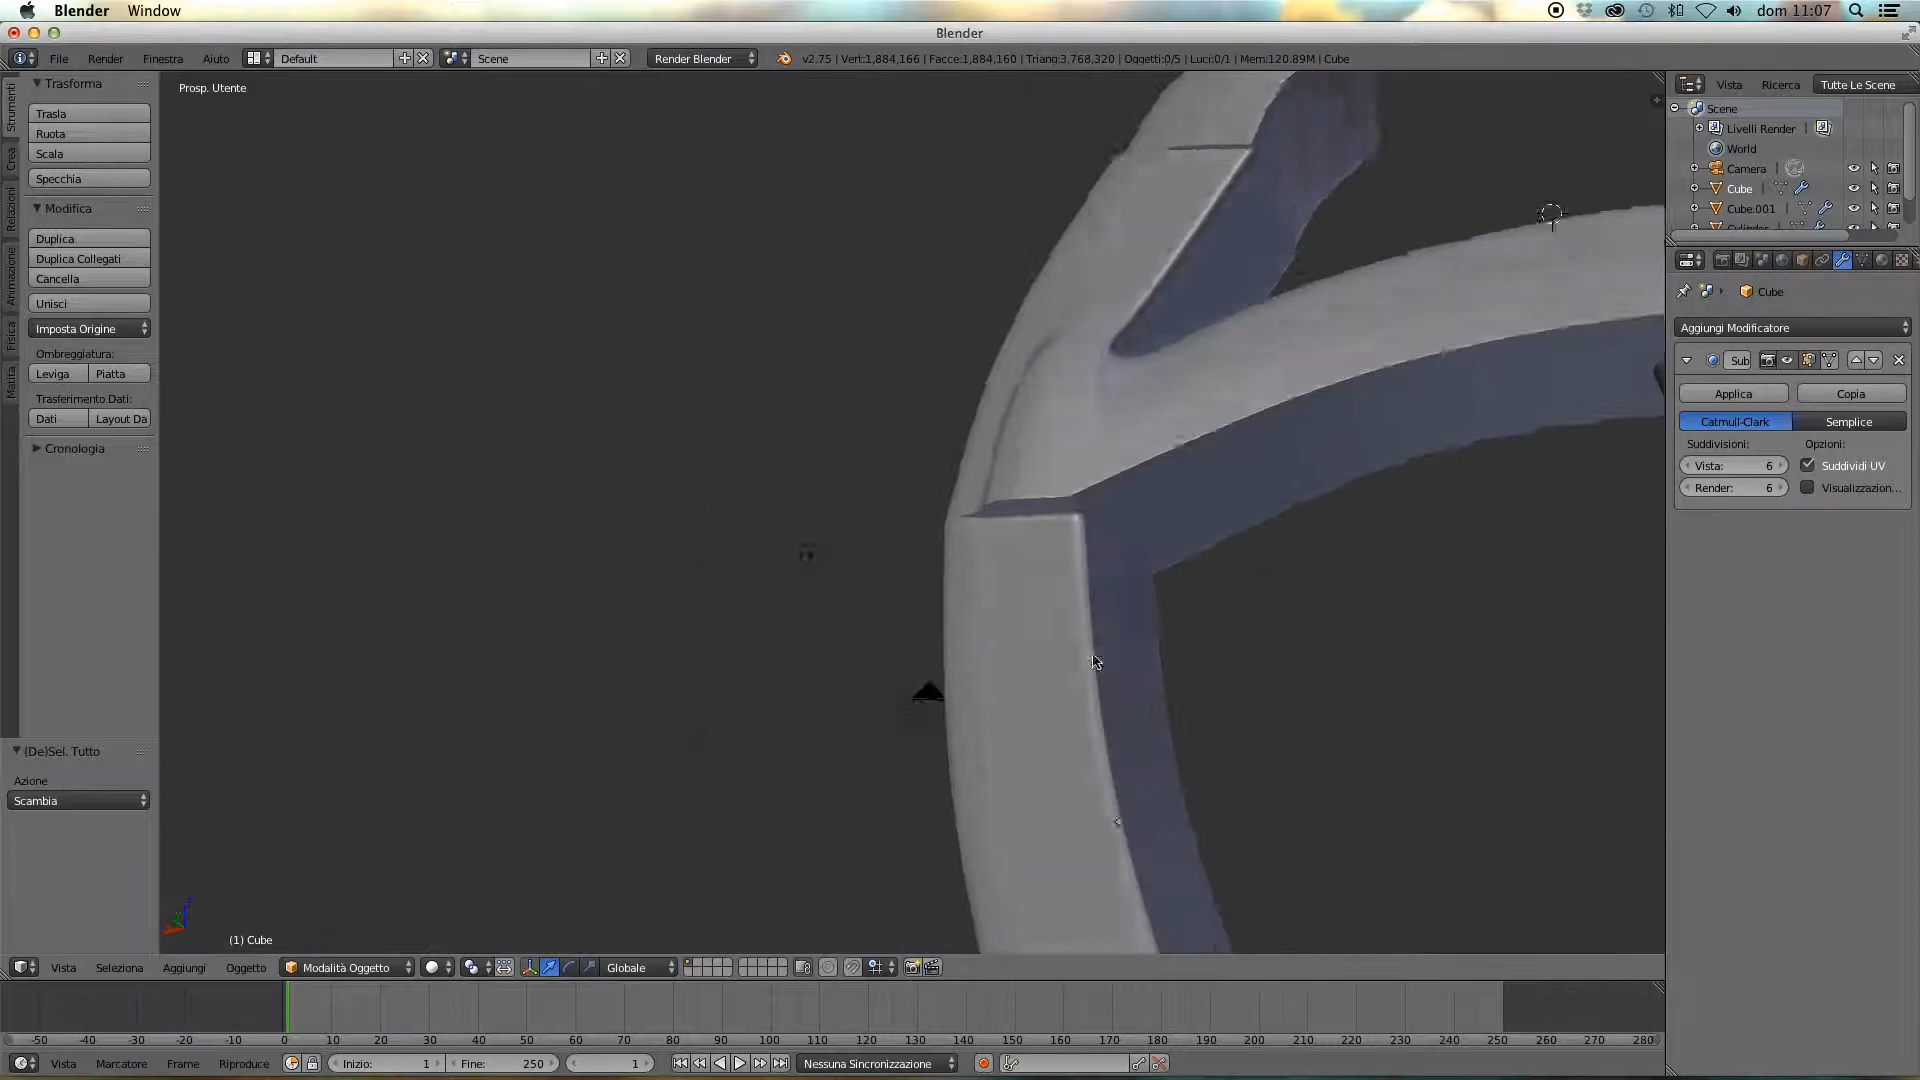 Blender Window dom 11:07
Blender
File Render Finestra Aiuto Default Scene Render Blender v2.75 | Vert:1,884,166 | Facce:1,884,160 | Triang:3,768,320 | Oggetti:0/5 | Luci:0/1 | Mem:120.89M | Cube
Trasforma
Trasla
Ruota
Scala
Specchia
Modifica
Duplica
Duplica Collegati
Cancella
Unisci
Imposta Origine
Ombreggiatura:
Leviga Piatta
Trasferimento Dati:
Dati Layout Da
Cronologia
Strumenti
Crea
Relazioni
Animazione
Fisica
Matita
(De)Sel. Tutto
Azione
Scambia
Prosp. Utente
(1) Cube
Vista Ricerca Tutte Le Scene
Scene
Livelli Render
World
Camera
Cube
Cube.001
Cylinder
Cube
Aggiungi Modificatore
Sub
Applica Copia
Catmull-Clark Semplice
Suddivisioni: Opzioni:
Vista: 6 Suddividi UV
Render: 6 Visualizzazion...
Vista Seleziona Aggiungi Oggetto Modalità Oggetto Globale
-50 -40 -30 -20 -10 0 10 20 30 40 50 60 70 80 90 100 110 120 130 140 150 160 170 180 190 200 210 220 230 240 250 260 270 280
Vista Marcatore Frame Riproduce Inizio: 1 Fine: 250 1 Nessuna Sincronizzazione